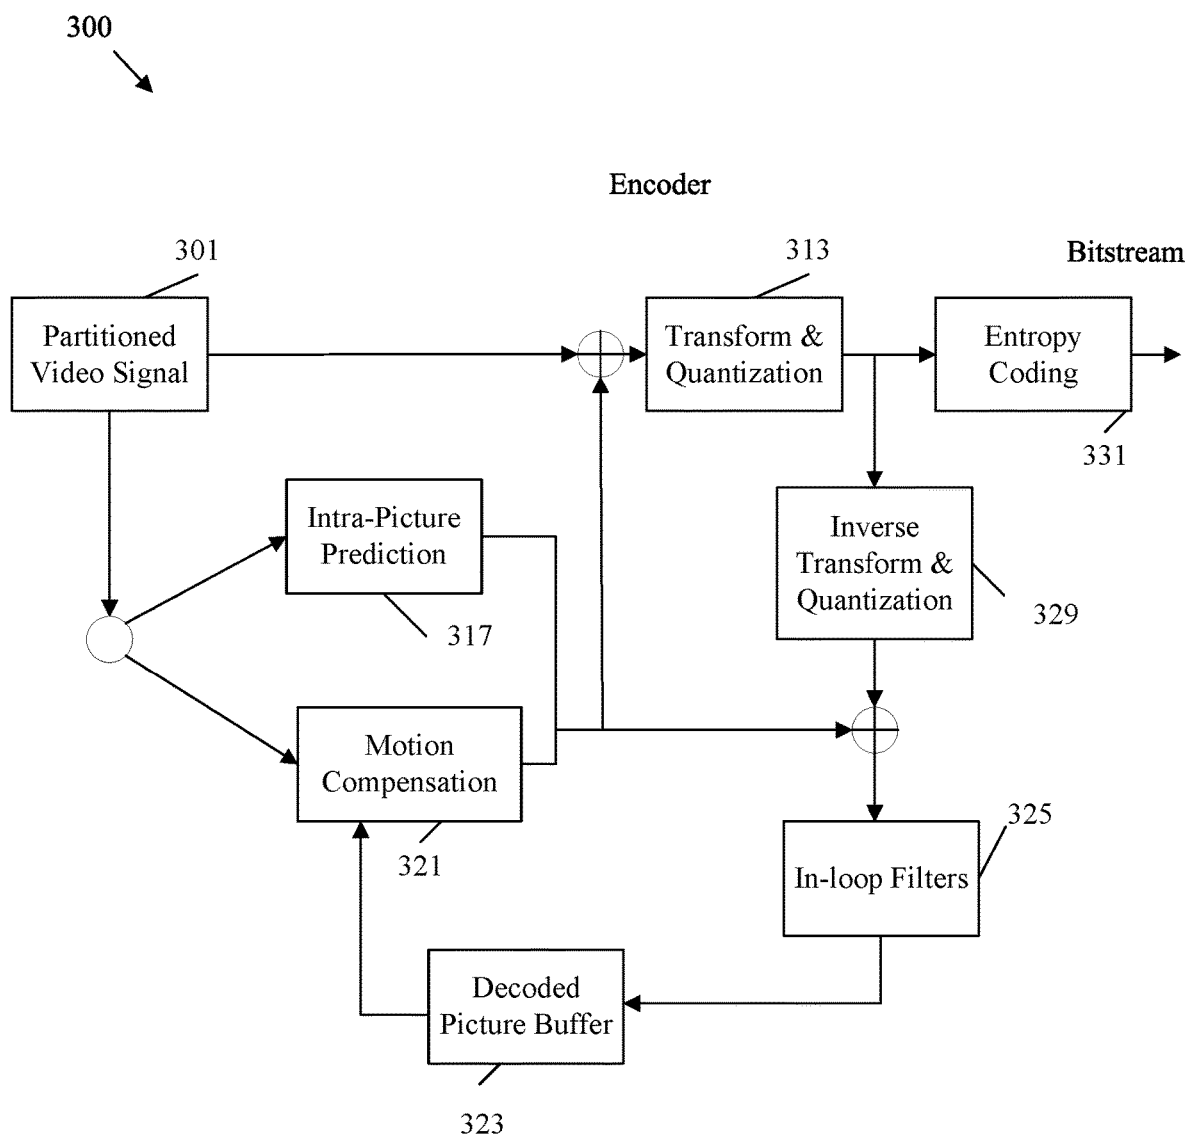 300
Encoder
301
313
Bitstream
Partitioned
Video Signal
Transform &
Quantization
Entropy
Coding
331
Intra-Picture
Prediction
317
Inverse
Transform &
Quantization
329
Motion
Compensation
321
325
In-loop Filters
Decoded
Picture Buffer
323